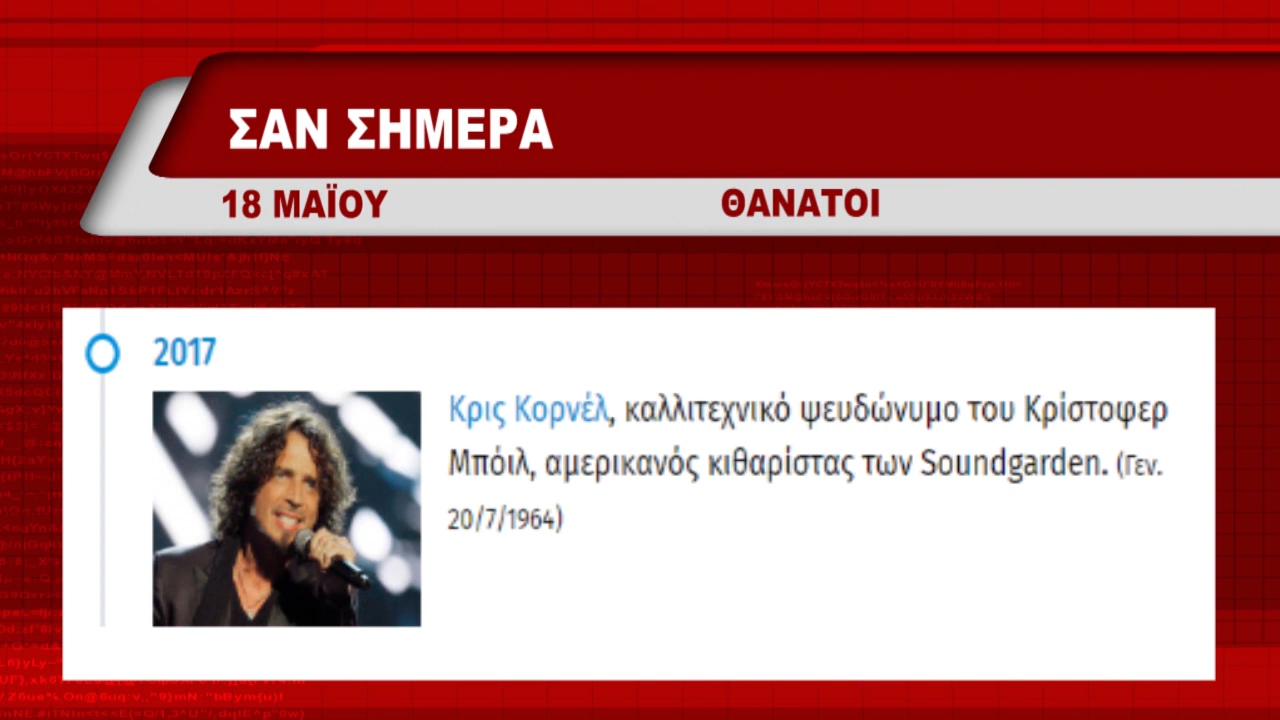 ΣΑΝ ΣΗΜΕΡΑ
18 ΜΑΪΟΥ
ΘΑΝΑΤΟΙ
2017
Κρις Κορνέλ, καλλιτεχνικό ψευδώνυμο του Κρίστοφερ
Μπόιλ, αμερικανός κιθαρίστας των Soundgarden. (Γεν.
20/7/1964)